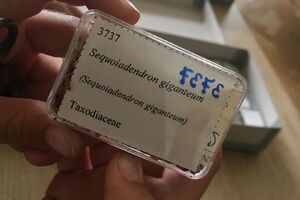 3737
Sequoiadendron giganteum
(Sequoiadendron giganteum)
Taxodiaceae
3737